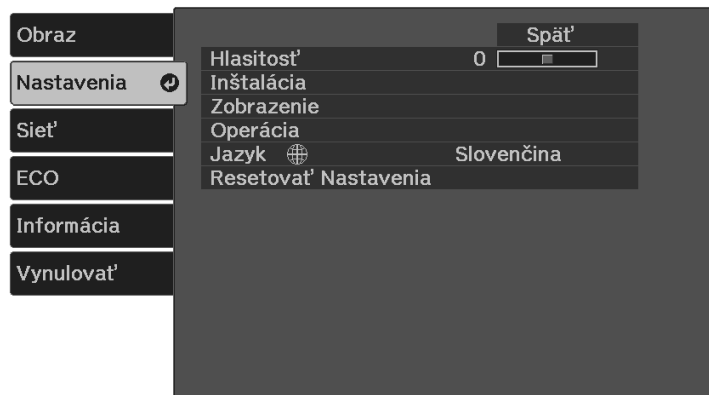 Obraz
Nastavenia
Sieť
ECO
Informácia
Vynulovať
Späť
Hlasitosť 0
Inštalácia
Zobrazenie
Operácia
Jazyk Slovenčina
Resetovať Nastavenia